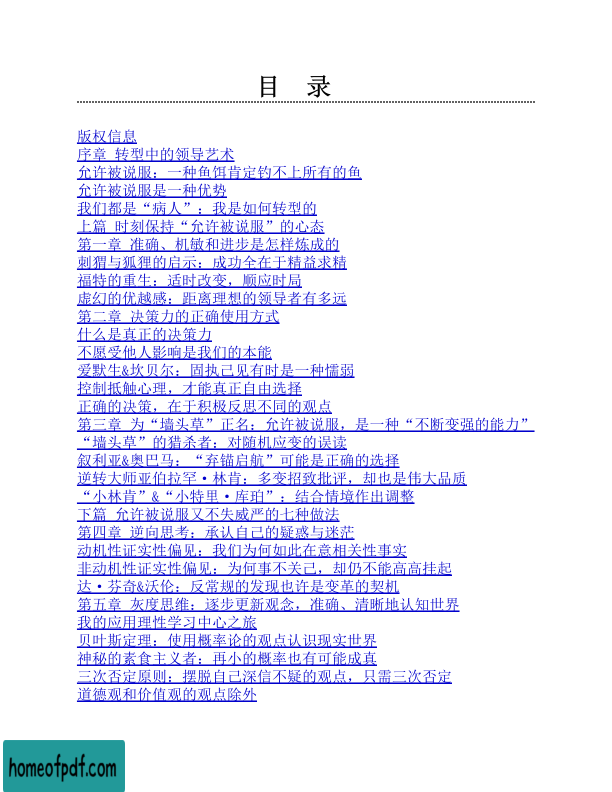 目 录
版权信息
序章 转型中的领导艺术
允许被说服：一种鱼饵肯定钓不上所有的鱼
允许被说服是一种优势
我们都是“病人”：我是如何转型的
上篇 时刻保持“允许被说服”的心态
第一章 准确、机敏和进步是怎样炼成的
刺猬与狐狸的启示：成功全在于精益求精
福特的重生：适时改变，顺应时局
虚幻的优越感：距离理想的领导者有多远
第二章 决策力的正确使用方式
什么是真正的决策力
不愿受他人影响是我们的本能
爱默生&坎贝尔：固执己见有时是一种懦弱
控制抵触心理，才能真正自由选择
正确的决策，在于积极反思不同的观点
第三章 为“墙头草”正名：允许被说服，是一种“不断变强的能力”
“墙头草”的猎杀者：对随机应变的误读
叙利亚&奥巴马：“弃锚启航”可能是正确的选择
逆转大师亚伯拉罕·林肯：多变招致批评，却也是伟大品质
“小林肯”&“小特里·库珀”：结合情境作出调整
下篇 允许被说服又不失威严的七种做法
第四章 逆向思考：承认自己的疑惑与迷茫
动机性证实性偏见：我们为何如此在意相关性事实
非动机性证实性偏见：为何事不关己，却仍不能高高挂起
达·芬奇&沃伦：反常规的发现也许是变革的契机
第五章 灰度思维：逐步更新观念，准确、清晰地认知世界
我的应用理性学习中心之旅
贝叶斯定理：使用概率论的观点认识现实世界
神秘的素食主义者：再小的概率也有可能成真
三次否定原则：摆脱自己深信不疑的观点，只需三次否定
道德观和价值观的观点除外
homeofpdf.com